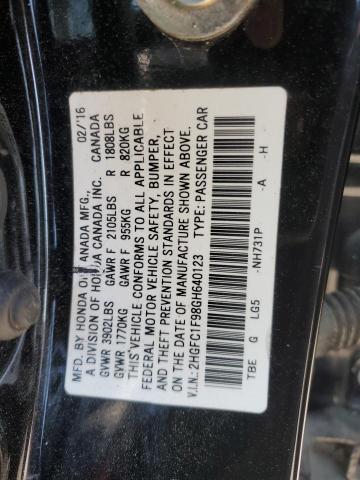 MFD. BY HONDA OF CANADA MFG., 02/'16
A DIVISION OF HONDA CANADA INC. CANADA
GVWR 3902LBS GAWR F 2105LBS R 1808LBS
GVWR 1770KG GAWR F 955KG R 820KG
THIS VEHICLE CONFORMS TO ALL APPLICABLE
FEDERAL MOTOR VEHICLE SAFETY, BUMPER,
AND THEFT PREVENTION STANDARDS IN EFFECT
ON THE DATE OF MANUFACTURE SHOWN ABOVE.
V.I.N.: 2HGFC1F98GH640123 TYPE: PASSENGER CAR
TBE G LG5 -NH731P -A -H